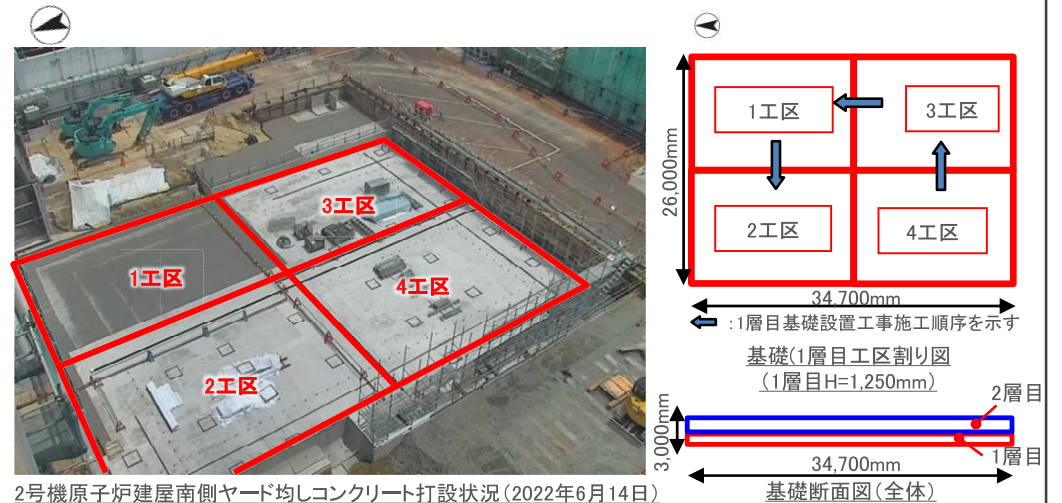 1工区
3工区
4工区
2工区
2号機原子炉建屋南側ヤード均しコンクリート打設状況(2022年6月14日)
1工区
3工区
2工区
4工区
26,000mm
34,700mm
:1層目基礎設置工事施工順序を示す
基礎(1層目工区割り図
(1層目H=1,250mm)
2層目
1層目
3,000mm
34,700mm
基礎断面図(全体)